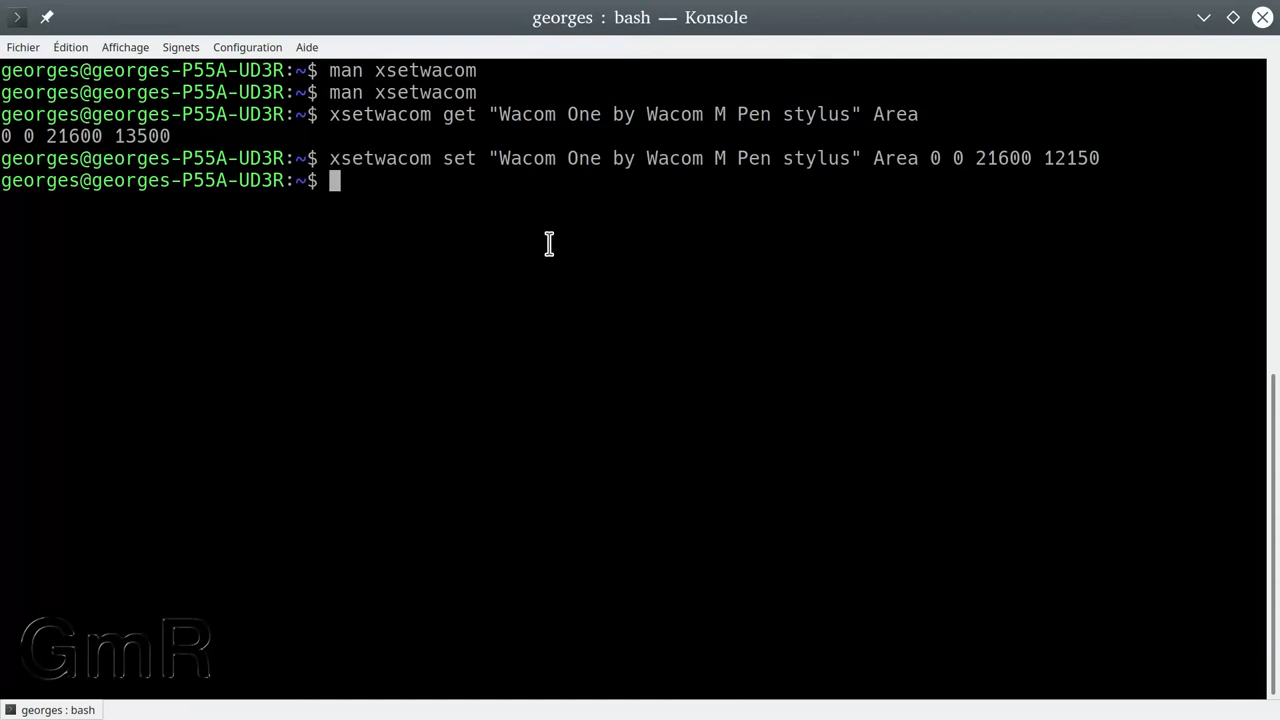 georges : bash — Konsole
Fichier Édition Affichage Signets Configuration Aide
georges@georges-P55A-UD3R:~$ man xsetwacom
georges@georges-P55A-UD3R:~$ man xsetwacom
georges@georges-P55A-UD3R:~$ xsetwacom get "Wacom One by Wacom M Pen stylus" Area
0 0 21600 13500
georges@georges-P55A-UD3R:~$ xsetwacom set "Wacom One by Wacom M Pen stylus" Area 0 0 21600 12150
georges@georges-P55A-UD3R:~$
GmR
georges : bash